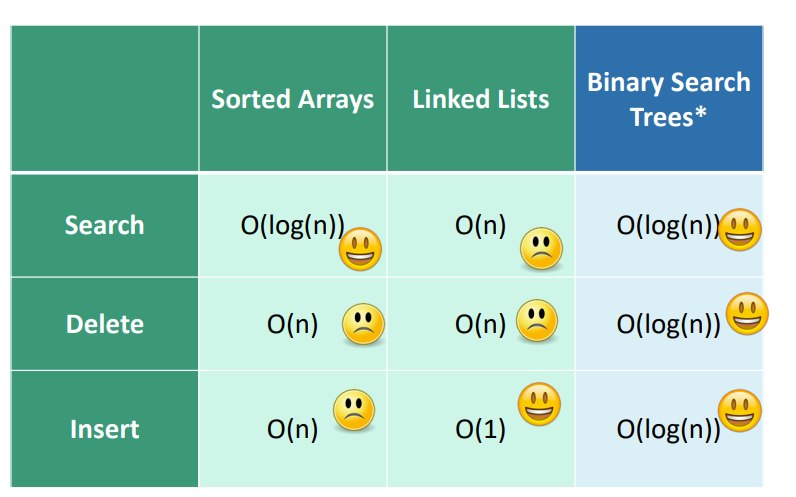 Sorted Arrays
Linked Lists
Binary Search
Trees*
Search
O(log(n))
O(n)
O(log(n))
Delete
O(n)
O(n)
O(log(n))
Insert
O(n)
O(1)
O(log(n))